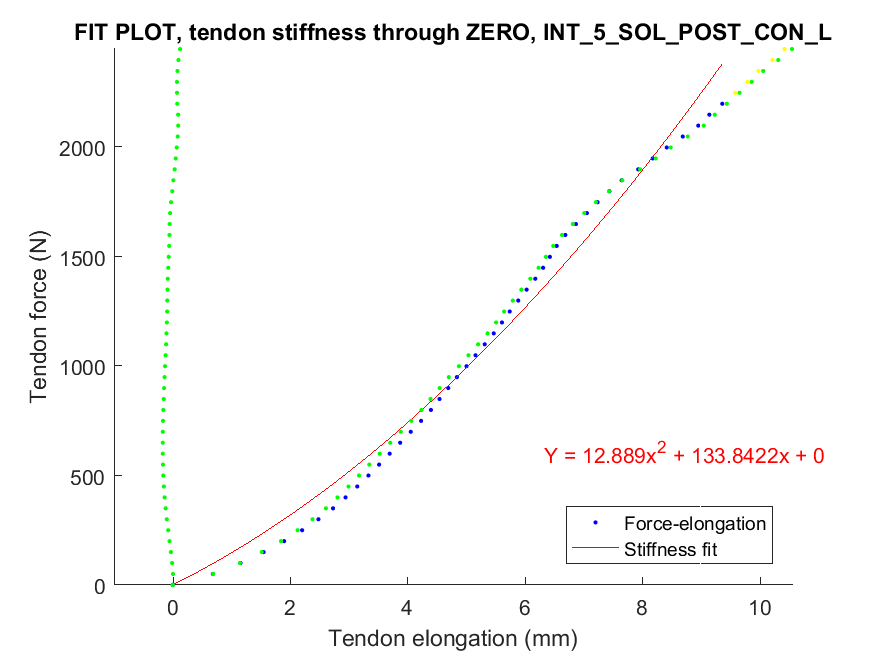 FIT PLOT, tendon stiffness through ZERO, INT_5_SOL_POST_CON_L
2000
1500
1000
500
0
Tendon force (N)
Y = 12.889x² + 133.8422x + 0
Force-elongation
Stiffness fit
0 2 4 6 8 10
Tendon elongation (mm)